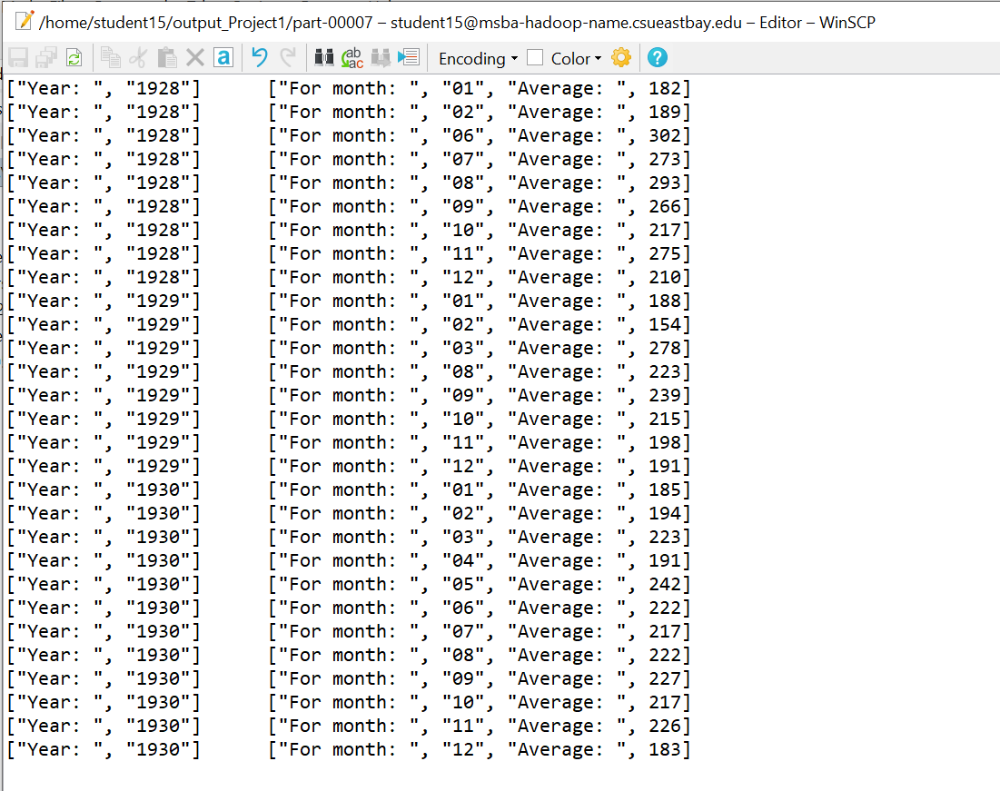 /home/student15/output_Project1/part-00007 – student15@msba-hadoop-name.csueastbay.edu – Editor – WinSCP
Encoding Color
["Year: ", "1928"] ["For month: ", "01", "Average: ", 182]
["Year: ", "1928"] ["For month: ", "02", "Average: ", 189]
["Year: ", "1928"] ["For month: ", "06", "Average: ", 302]
["Year: ", "1928"] ["For month: ", "07", "Average: ", 273]
["Year: ", "1928"] ["For month: ", "08", "Average: ", 293]
["Year: ", "1928"] ["For month: ", "09", "Average: ", 266]
["Year: ", "1928"] ["For month: ", "10", "Average: ", 217]
["Year: ", "1928"] ["For month: ", "11", "Average: ", 275]
["Year: ", "1928"] ["For month: ", "12", "Average: ", 210]
["Year: ", "1929"] ["For month: ", "01", "Average: ", 188]
["Year: ", "1929"] ["For month: ", "02", "Average: ", 154]
["Year: ", "1929"] ["For month: ", "03", "Average: ", 278]
["Year: ", "1929"] ["For month: ", "08", "Average: ", 223]
["Year: ", "1929"] ["For month: ", "09", "Average: ", 239]
["Year: ", "1929"] ["For month: ", "10", "Average: ", 215]
["Year: ", "1929"] ["For month: ", "11", "Average: ", 198]
["Year: ", "1929"] ["For month: ", "12", "Average: ", 191]
["Year: ", "1930"] ["For month: ", "01", "Average: ", 185]
["Year: ", "1930"] ["For month: ", "02", "Average: ", 194]
["Year: ", "1930"] ["For month: ", "03", "Average: ", 223]
["Year: ", "1930"] ["For month: ", "04", "Average: ", 191]
["Year: ", "1930"] ["For month: ", "05", "Average: ", 242]
["Year: ", "1930"] ["For month: ", "06", "Average: ", 222]
["Year: ", "1930"] ["For month: ", "07", "Average: ", 217]
["Year: ", "1930"] ["For month: ", "08", "Average: ", 222]
["Year: ", "1930"] ["For month: ", "09", "Average: ", 227]
["Year: ", "1930"] ["For month: ", "10", "Average: ", 217]
["Year: ", "1930"] ["For month: ", "11", "Average: ", 226]
["Year: ", "1930"] ["For month: ", "12", "Average: ", 183]